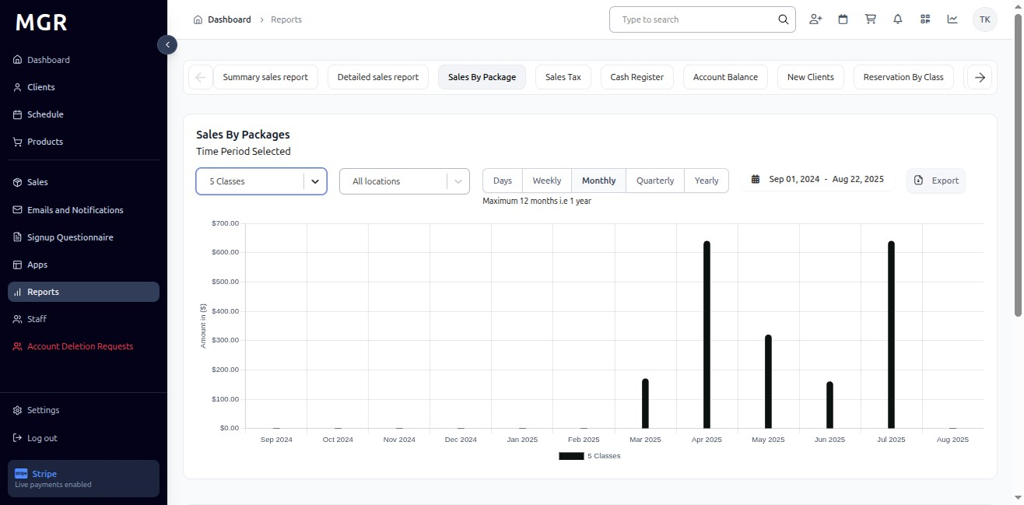 MGR
Dashboard
Clients
Schedule
Products
Sales
Emails and Notifications
Signup Questionnaire
Apps
Reports
Staff
Account Deletion Requests
Settings
Log out
Stripe
Live payments enabled
Dashboard > Reports
Type to search
TK
Summary sales report
Detailed sales report
Sales By Package
Sales Tax
Cash Register
Account Balance
New Clients
Reservation By Class
Sales By Packages
Time Period Selected
5 Classes
All locations
Days
Weekly
Monthly
Quarterly
Yearly
Maximum 12 months i.e 1 year
Sep 01, 2024 - Aug 22, 2025
Export
Amount in ($)
$700.00
$600.00
$500.00
$400.00
$300.00
$200.00
$100.00
$0.00
Sep 2024
Oct 2024
Nov 2024
Dec 2024
Jan 2025
Feb 2025
Mar 2025
Apr 2025
May 2025
Jun 2025
Jul 2025
Aug 2025
5 Classes